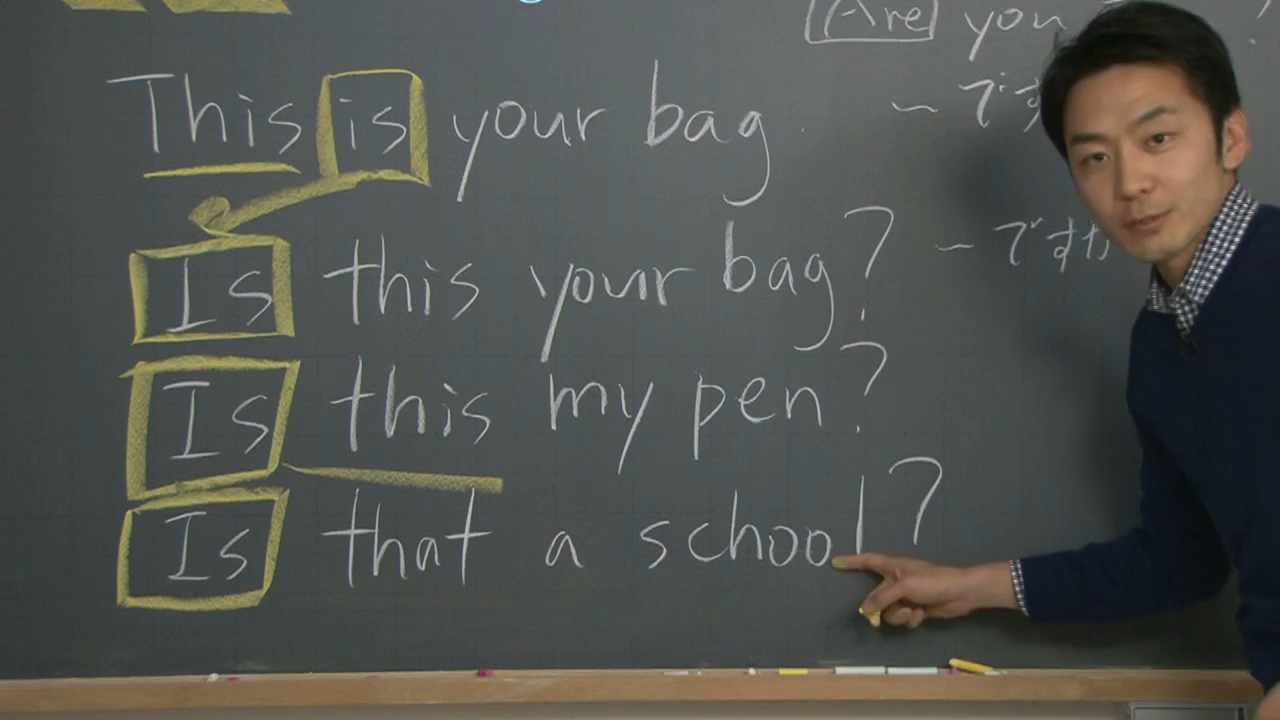 Are you
This is your bag.
〜です
Is this your bag?
〜ですか
Is this my pen?
Is that a school?